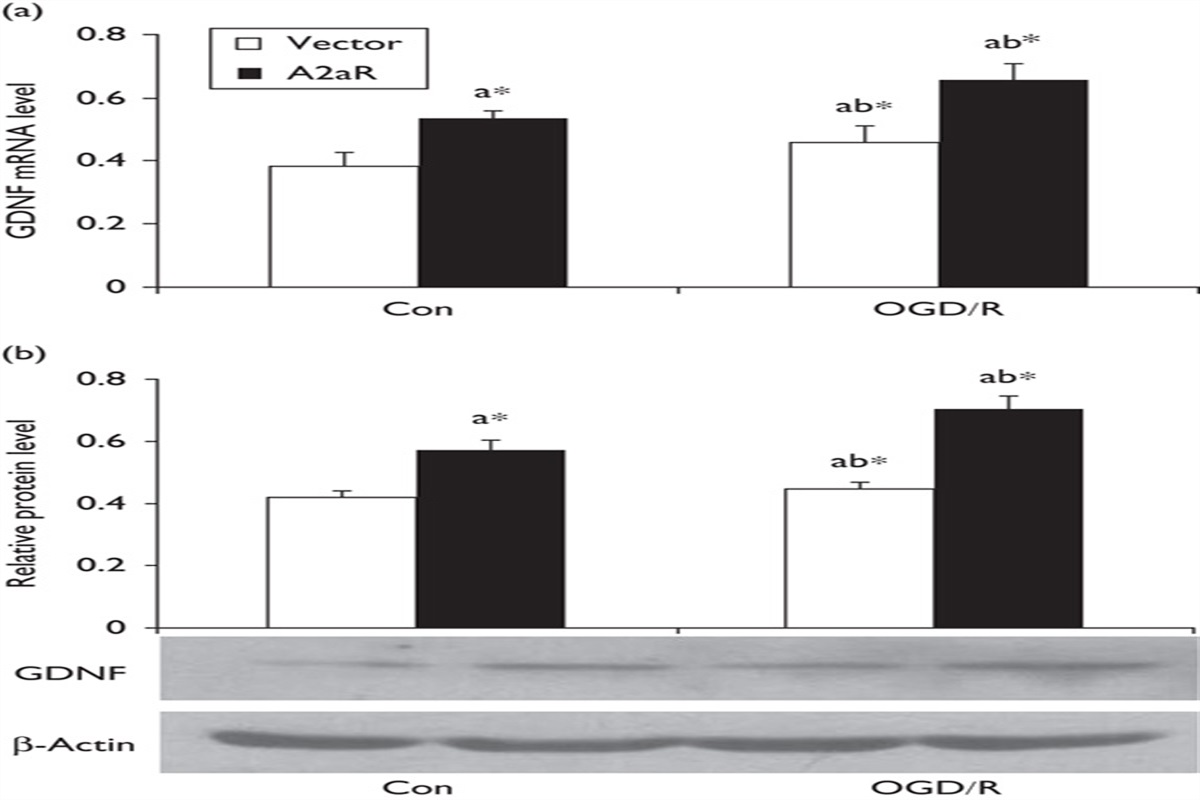 (a)
GDNF mRNA level
0.8
0.6
0.4
0.2
0
Vector
A2aR
a*
ab*
ab*
Con
OGD/R
(b)
Relative protein level
0.8
0.6
0.4
0.2
0
a*
ab*
ab*
GDNF
β-Actin
Con
OGD/R